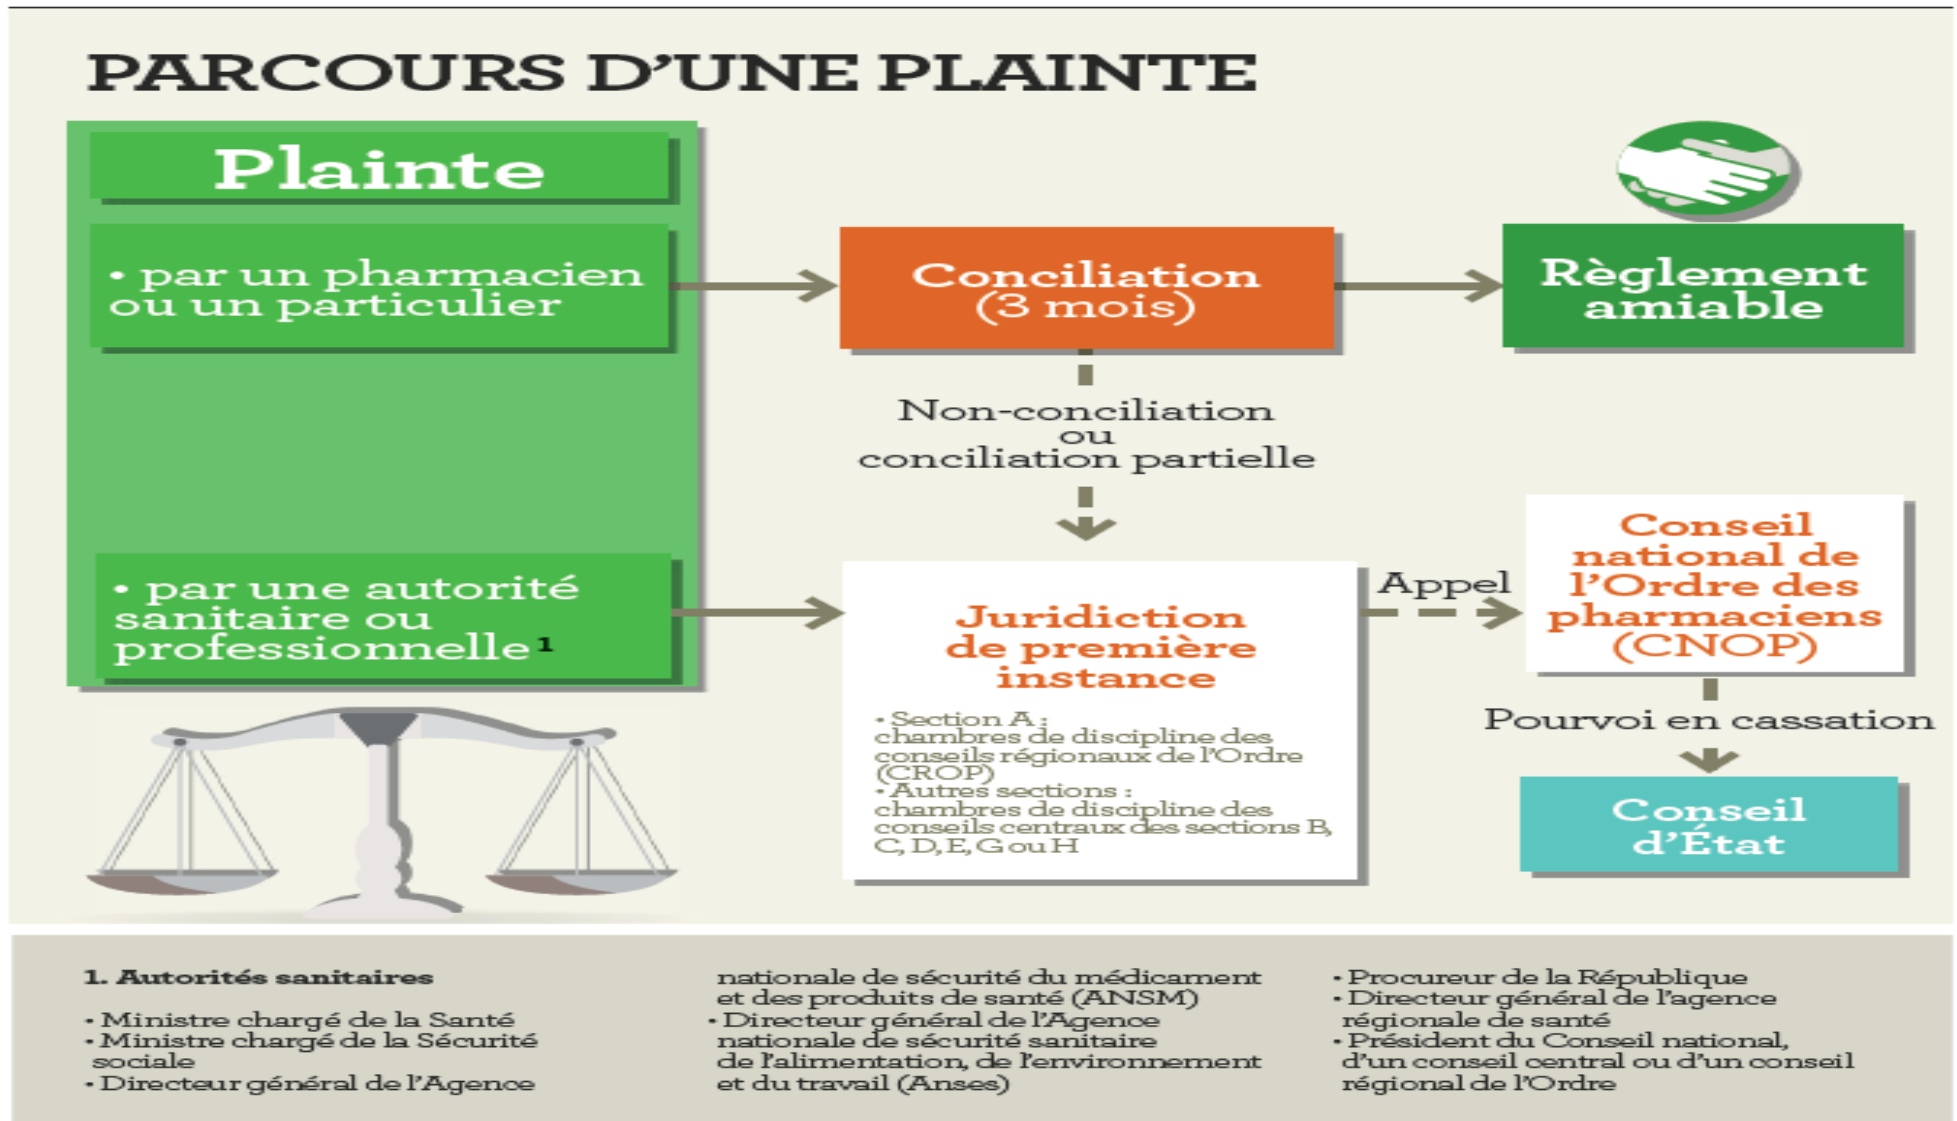 PARCOURS D'UNE PLAINTE
Plainte
• par un pharmacien
ou un particulier
Conciliation
(3 mois)
Règlement
amiable
Non-conciliation
ou
conciliation partielle
• par une autorité
sanitaire ou
professionnelle 1
Juridiction
de première
instance
• Section A :
chambres de discipline des
conseils régionaux de l'Ordre
(CROP)
• Autres sections :
chambres de discipline des
conseils centraux des sections B,
C, D, E, G ou H
Appel
Conseil
national de
l'Ordre des
pharmaciens
(CNOP)
Pourvoi en cassation
Conseil
d'État
1. Autorités sanitaires
• Ministre chargé de la Santé
• Ministre chargé de la Sécurité
sociale
• Directeur général de l'Agence
nationale de sécurité du médicament
et des produits de santé (ANSM)
• Directeur général de l'Agence
nationale de sécurité sanitaire
de l'alimentation, de l'environnement
et du travail (Anses)
• Procureur de la République
• Directeur général de l'agence
régionale de santé
• Président du Conseil national,
d'un conseil central ou d'un conseil
régional de l'Ordre